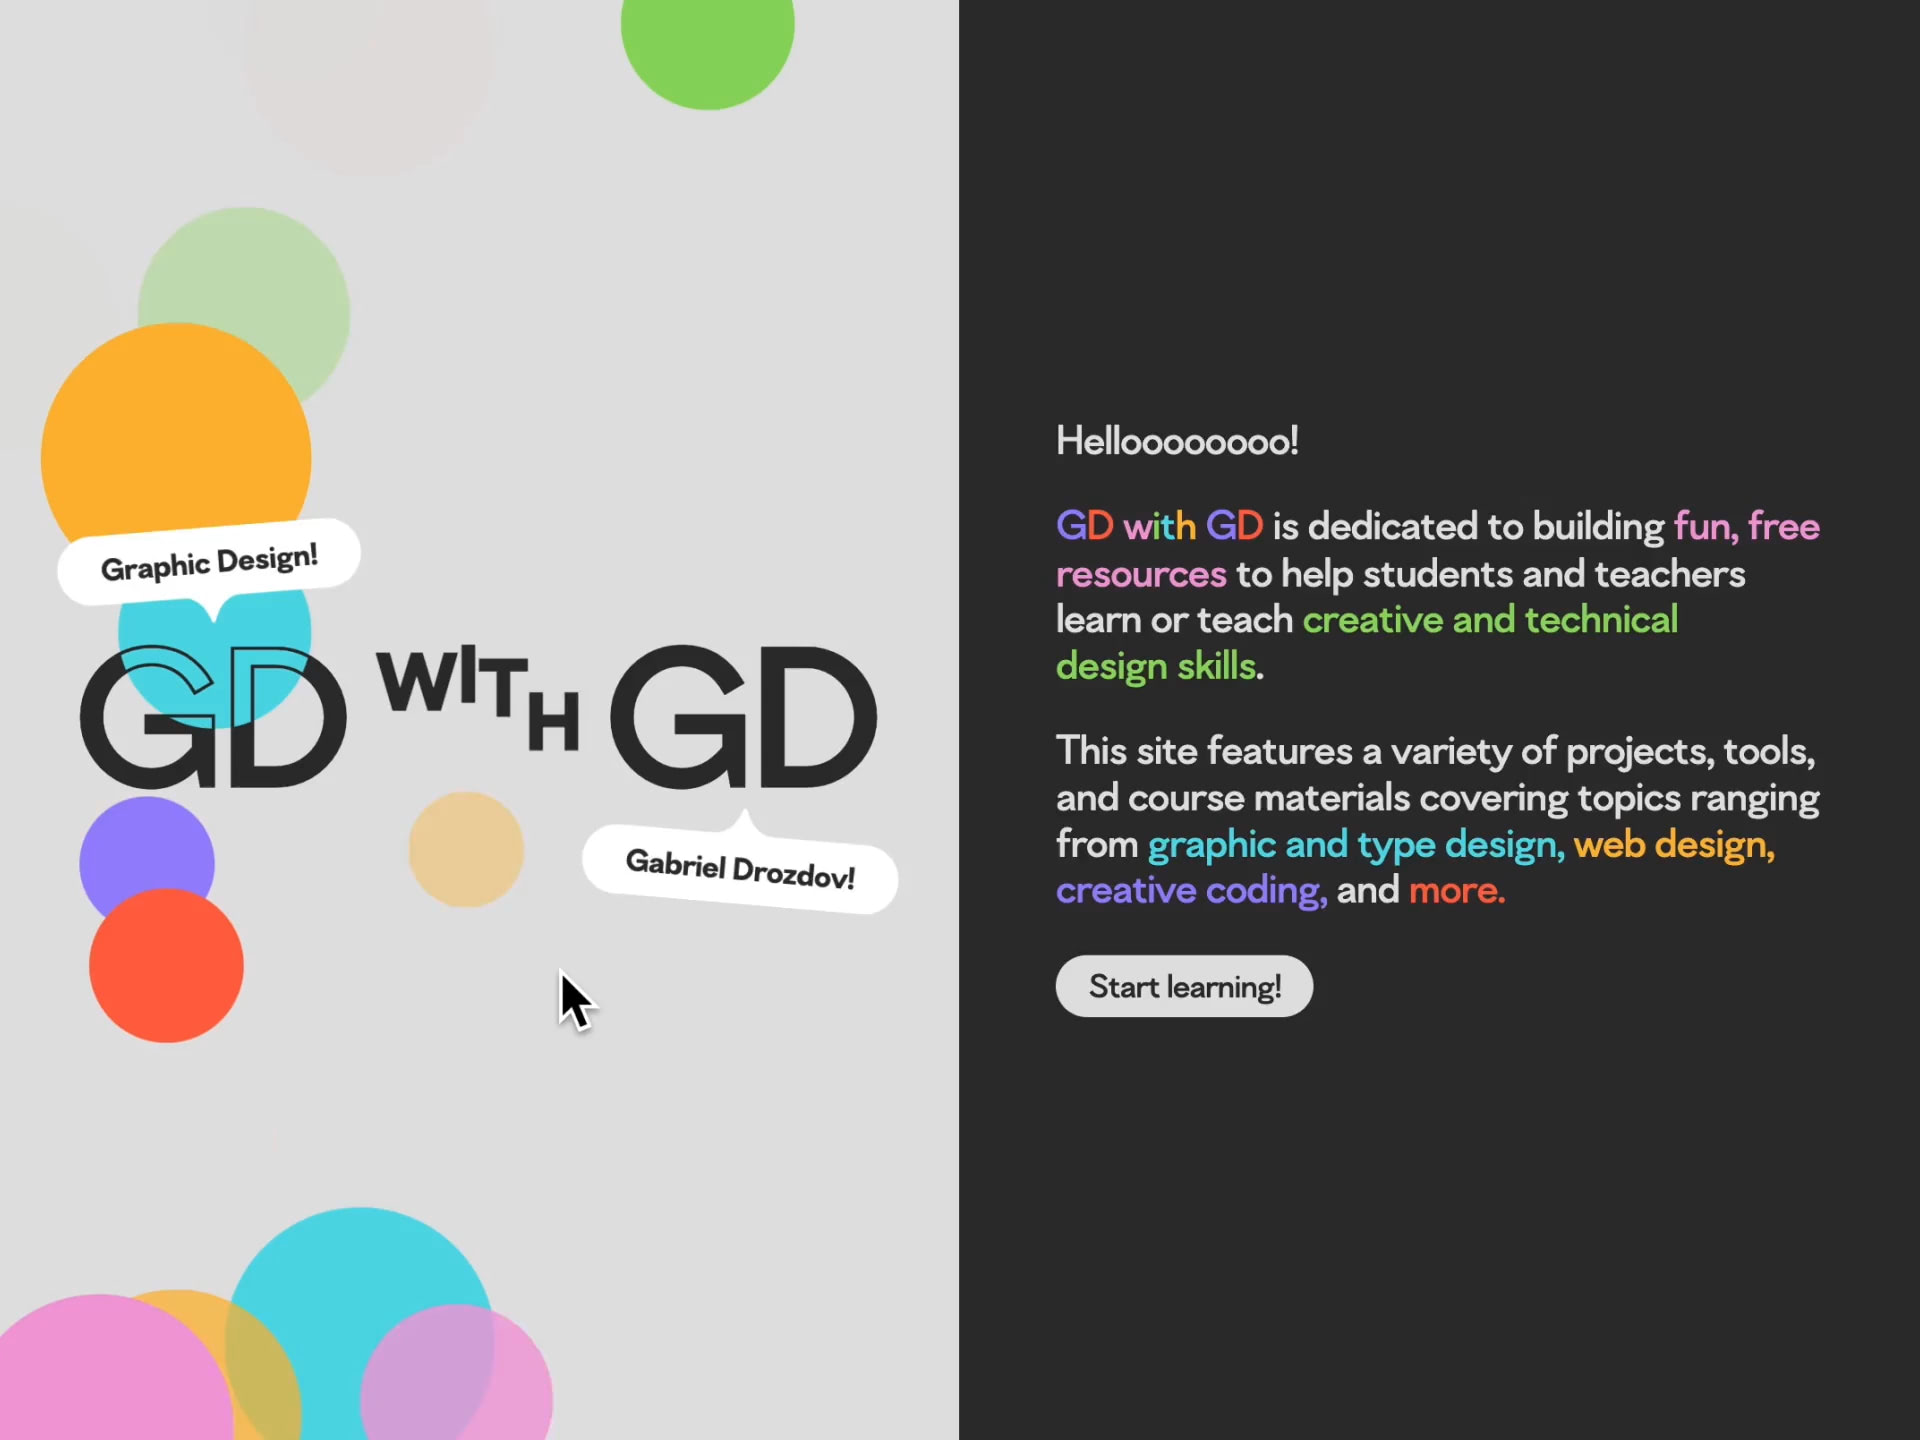 Graphic Design!
GD WITH GD
Gabriel Drozdov!
Helloooooooo!
GD with GD is dedicated to building fun, free
resources to help students and teachers
learn or teach creative and technical
design skills.
This site features a variety of projects, tools,
and course materials covering topics ranging
from graphic and type design, web design,
creative coding, and more.
Start learning!